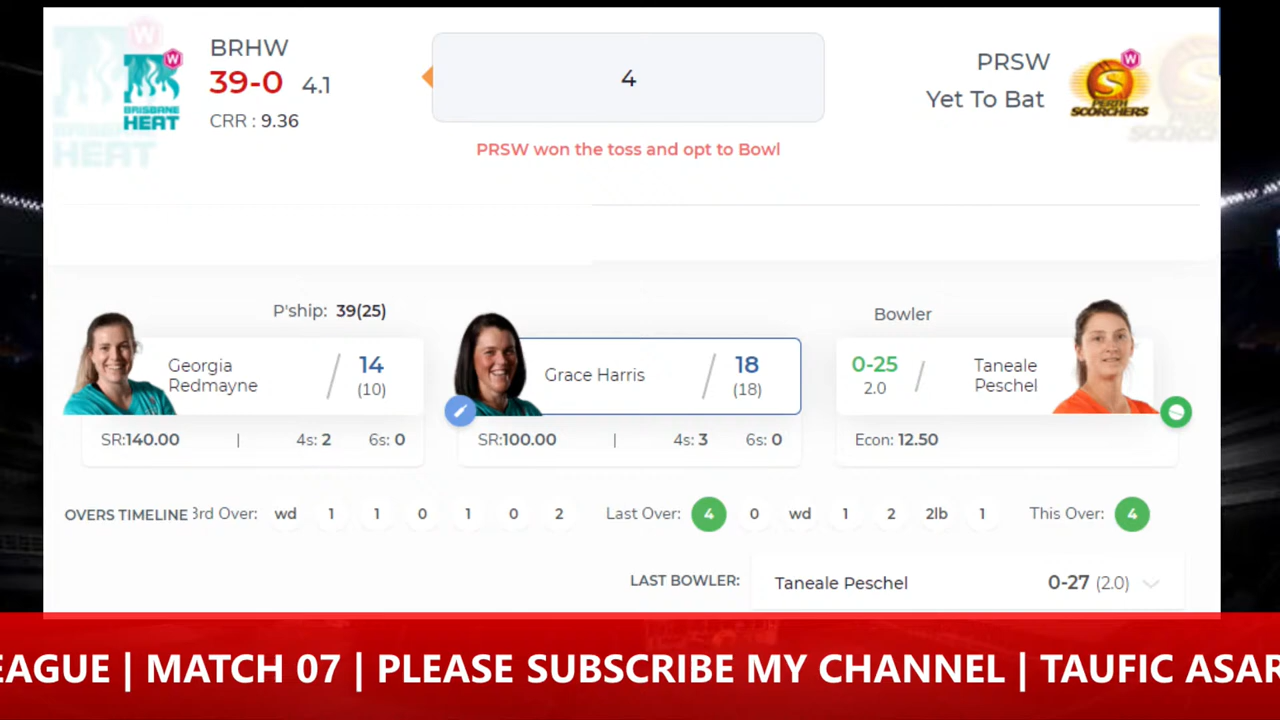 BRHW
39-0 4.1
CRR : 9.36
W
BRISBANE
HEAT
4
PRSW won the toss and opt to Bowl
PRSW
Yet To Bat
W
PERTH
SCORCHERS
P'ship: 39(25)
Georgia
Redmayne
14
(10)
SR:140.00 | 4s: 2 6s: 0
Grace Harris
18
(18)
SR:100.00 | 4s: 3 6s: 0
Bowler
0-25
2.0
Taneale
Peschel
Econ: 12.50
OVERS TIMELINE 3rd Over: wd 1 1 0 1 0 2 Last Over: 4 0 wd 1 2 2lb 1 This Over: 4
LAST BOWLER: Taneale Peschel 0-27 (2.0)
EAGUE | MATCH 07 | PLEASE SUBSCRIBE MY CHANNEL | TAUFIC ASAR